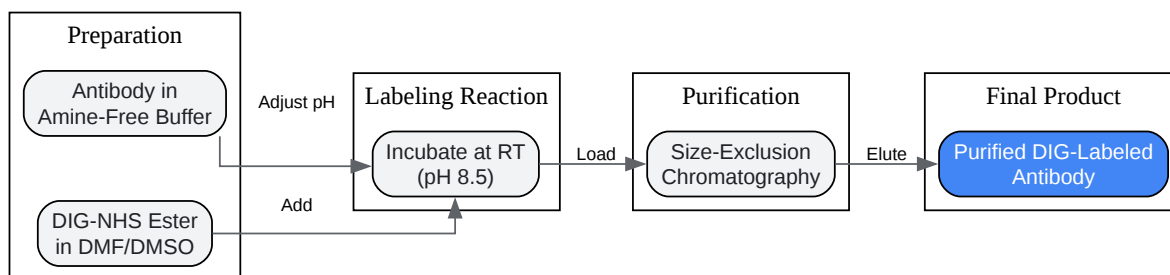 Preparation
Antibody in
Amine-Free Buffer
DIG-NHS Ester
in DMF/DMSO
Adjust pH
Add
Labeling Reaction
Incubate at RT
(pH 8.5)
Load
Purification
Size-Exclusion
Chromatography
Elute
Final Product
Purified DIG-Labeled
Antibody